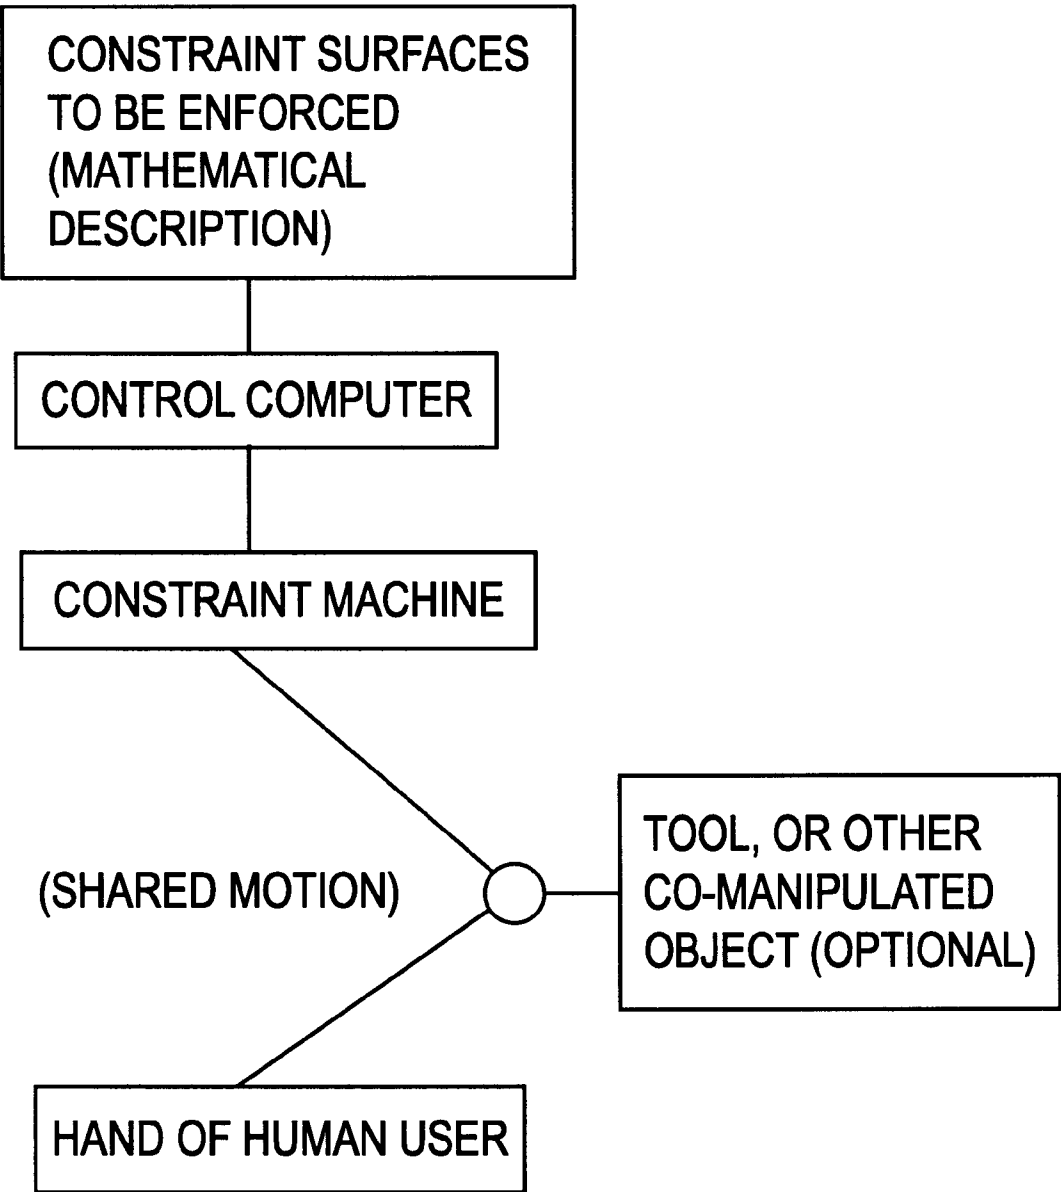 CONSTRAINT SURFACES
TO BE ENFORCED
(MATHEMATICAL
DESCRIPTION)
CONTROL COMPUTER
CONSTRAINT MACHINE
(SHARED MOTION)
TOOL, OR OTHER
CO-MANIPULATED
OBJECT (OPTIONAL)
HAND OF HUMAN USER